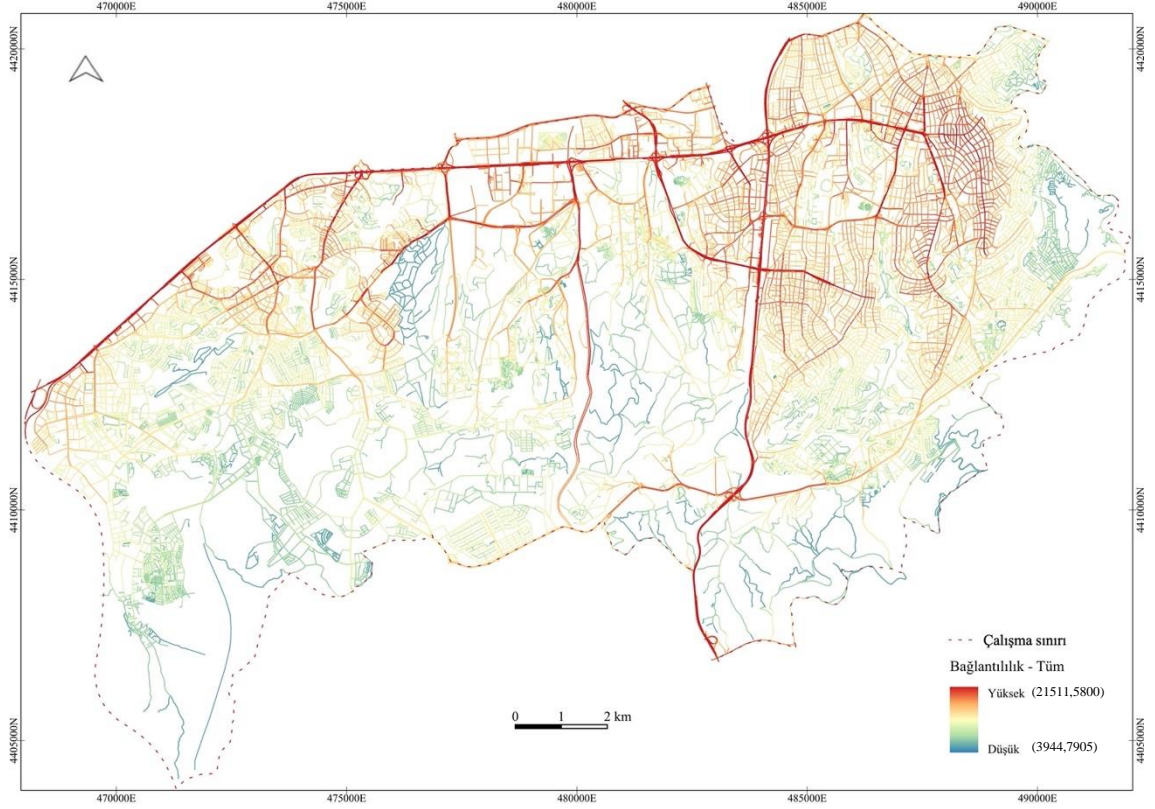 470000E 475000E 480000E 485000E 490000E
4420000N 4420000N
4415000N 4415000N
4410000N 4410000N
4405000N 4405000N
Çalışma sınırı
Bağlantılılık - Tüm
Yüksek (21511,5800)
Düşük (3944,7905)
0 1 2 km
470000E 475000E 480000E 485000E 490000E